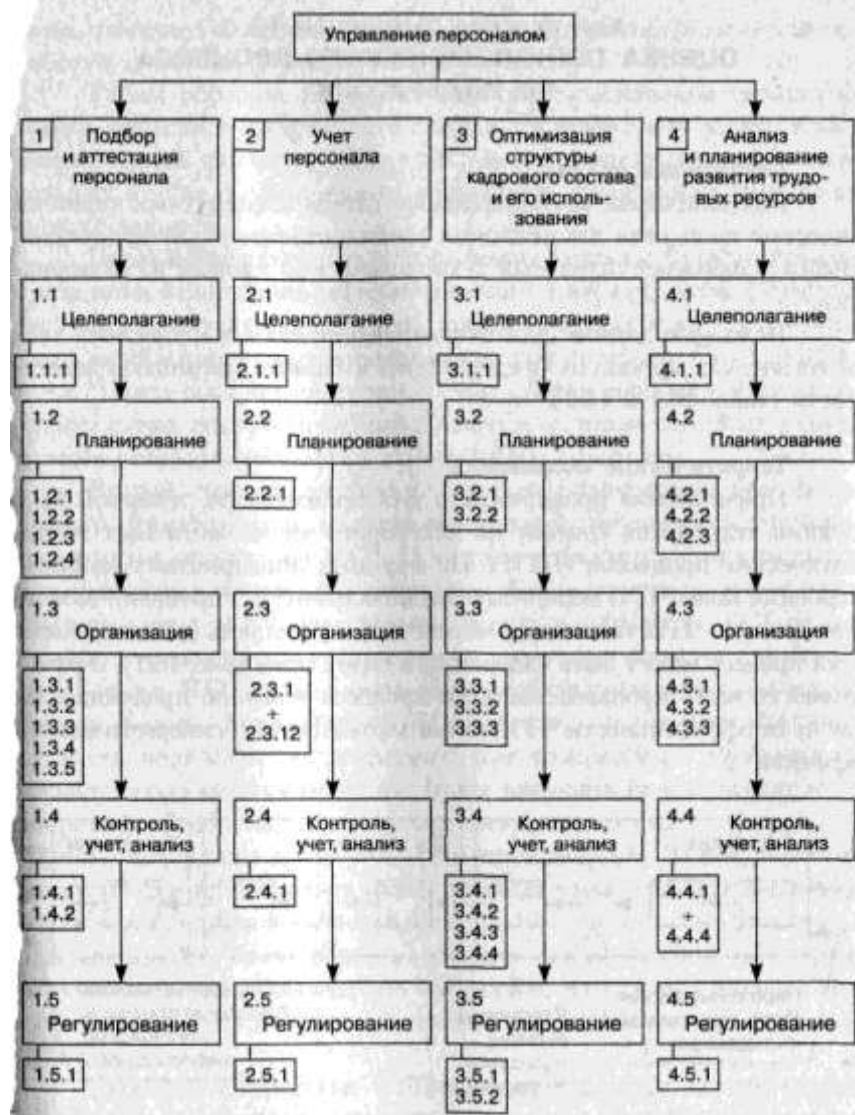 Управление персоналом
1
Подбор
и аттестация
персонала
2
Учет
персонала
3
Оптимизация
структуры
кадрового состава
и его исполь-
зования
4
Анализ
и планирование
развития трудо-
вых ресурсов
1.1
Целеполагание
2.1
Целеполагание
3.1
Целеполагание
4.1
Целеполагание
1.1.1
2.1.1
3.1.1
4.1.1
1.2
Планирование
2.2
Планирование
3.2
Планирование
4.2
Планирование
1.2.1
1.2.2
1.2.3
1.2.4
2.2.1
3.2.1
3.2.2
4.2.1
4.2.2
4.2.3
1.3
Организация
2.3
Организация
3.3
Организация
4.3
Организация
1.3.1
1.3.2
1.3.3
1.3.4
1.3.5
2.3.1
÷
2.3.12
3.3.1
3.3.2
3.3.3
4.3.1
4.3.2
4.3.3
1.4
Контроль,
учет, анализ
2.4
Контроль,
учет, анализ
3.4
Контроль,
учет, анализ
4.4
Контроль,
учет, анализ
1.4.1
1.4.2
2.4.1
3.4.1
3.4.2
3.4.3
3.4.4
4.4.1
÷
4.4.4
1.5
Регулирование
2.5
Регулирование
3.5
Регулирование
4.5
Регулирование
1.5.1
2.5.1
3.5.1
3.5.2
4.5.1